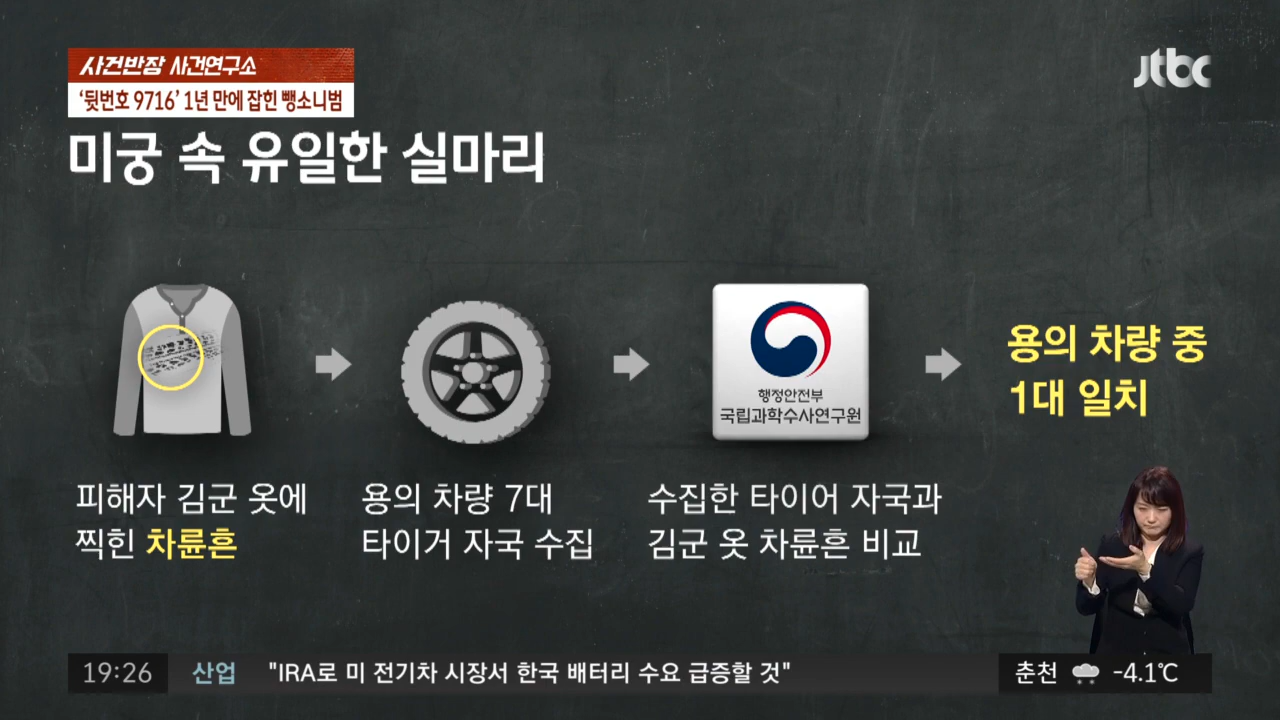 사건반장 사건연구소
jtbc
‘뒷번호 9716’ 1년 만에 잡힌 뺑소니범
미궁 속 유일한 실마리
행정안전부
국립과학수사연구원
용의 차량 중
1대 일치
피해자 김군 옷에
찍힌 차륜흔
용의 차량 7대
타이거 자국 수집
수집한 타이어 자국과
김군 옷 차륜흔 비교
19:26 산업 "IRA로 미 전기차 시장서 한국 배터리 수요 급증할 것" 춘천 -4.1℃